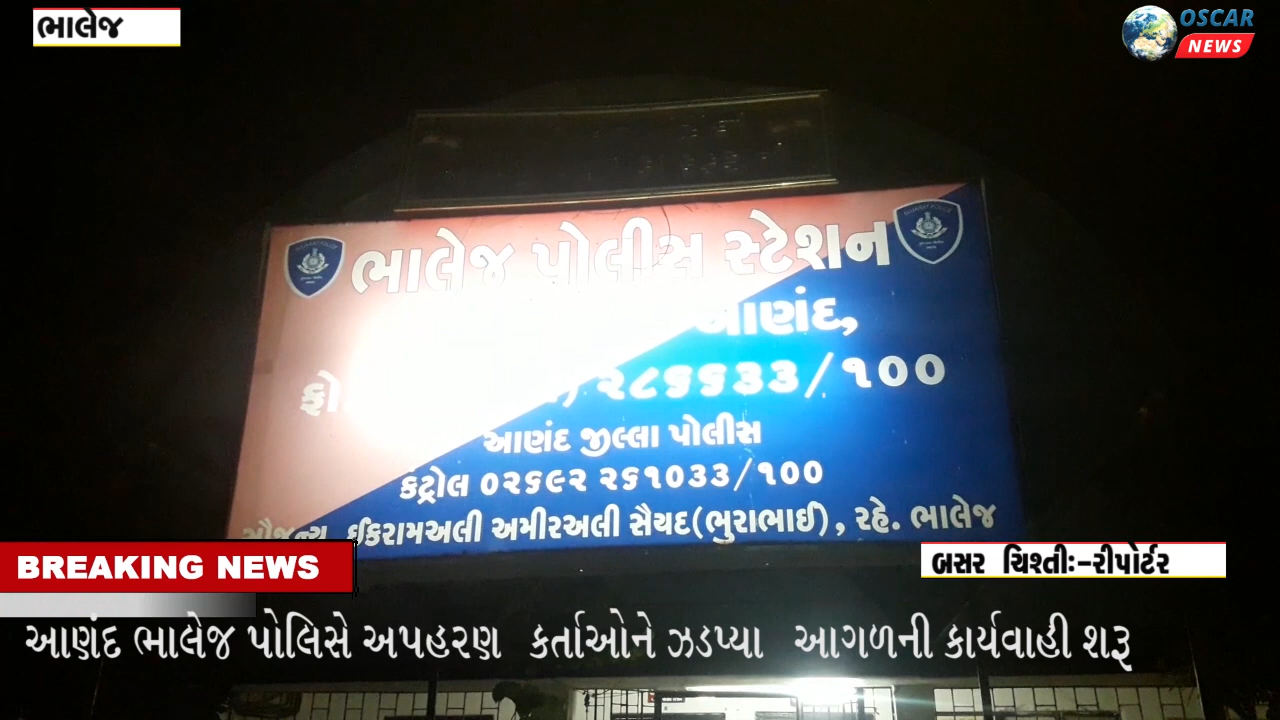 ભાલેજ
OSCAR
NEWS
ભાલેજ પોલીસ સ્ટેશન
આણંદ,
૨૮૬૬૩૩/૧૦૦
આણંદ જીલ્લા પોલીસ
કંટ્રોલ ૦૨૬૯૨ ૨૬૧૦૩૩/૧૦૦
સૌજન્ય ઈકરામઅલી અમીરઅલી સૈયદ(ભુરાભાઈ), રહે. ભાલેજ
BREAKING NEWS
બસર ચિશ્તીઃ-રીપોર્ટર
આણંદ ભાલેજ પોલિસે અપહરણ કર્તાઓને ઝડપ્યા આગળની કાર્યવાહી શરૂ